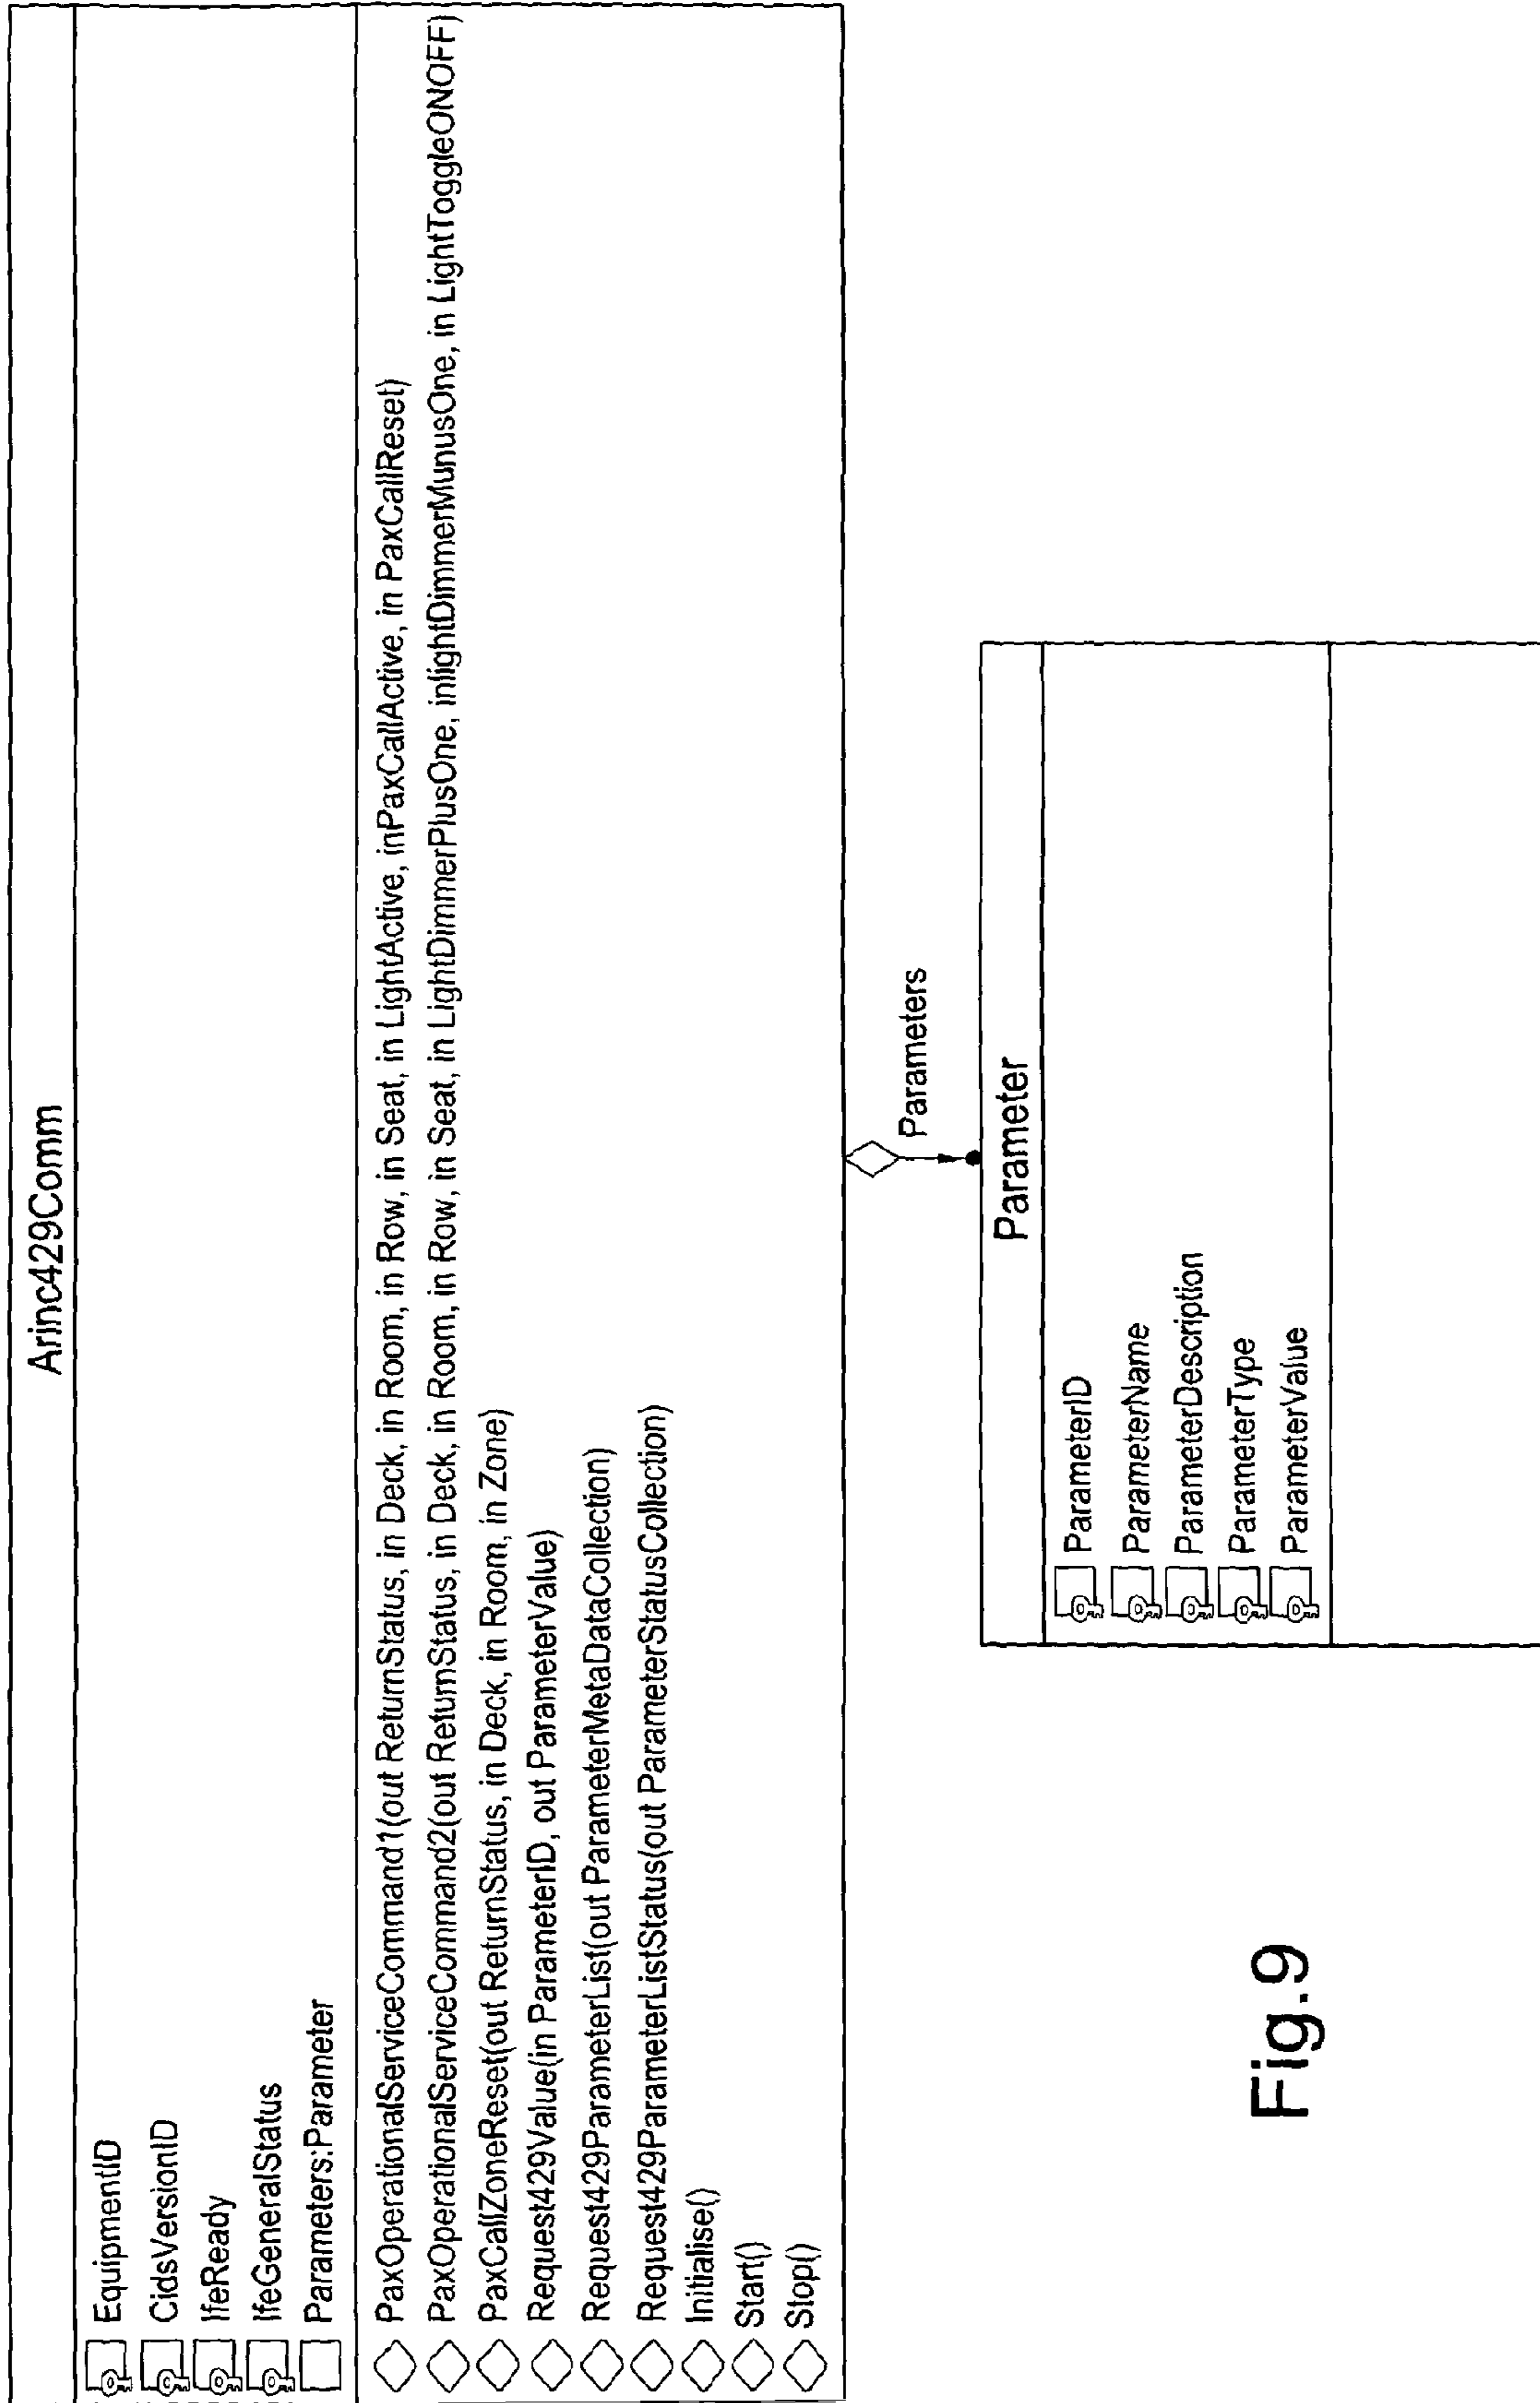 Arinc429Comm
EquipmentID
CidsVersionID
IfeReady
IfeGeneralStatus
Parameters:Parameter
PaxOperationalServiceCommand1(out ReturnStatus, in Deck, in Room, in Row, in Seat, in LightActive, inPaxCallActive, in PaxCallReset)
PaxOperationalServiceCommand2(out ReturnStatus, in Deck, in Room, in Row, in Seat, in LightDimmerPlusOne, inlightDimmerMunusOne, in LightToggleONOFF)
PaxCallZoneReset(out ReturnStatus, in Deck, in Room, in Zone)
Request429Value(in ParameterID, out ParameterValue)
Request429ParameterList(out ParameterMetaDataCollection)
Request429ParameterListStatus(out ParameterStatusCollection)
Initialise()
Start()
Stop()
Parameters
Parameter
ParameterID
ParameterName
ParameterDescription
ParameterType
ParameterValue
Fig.9